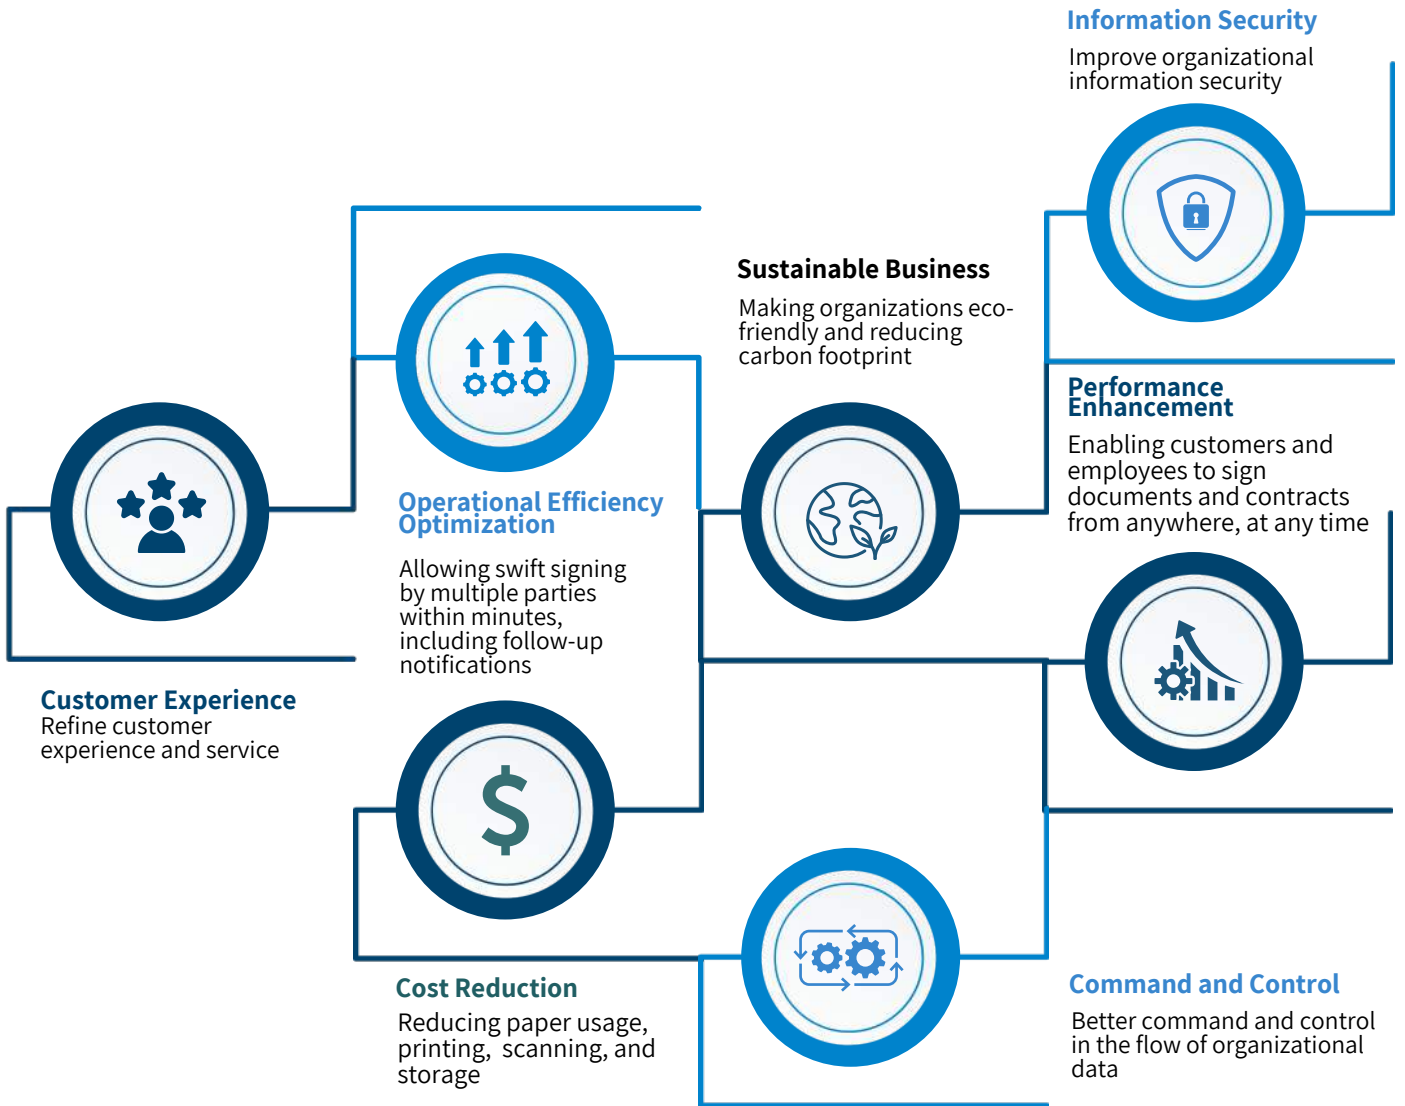 Information Security
Improve organizational
information security
Sustainable Business
Making organizations eco-
friendly and reducing
carbon footprint
Performance
Enhancement
Enabling customers and
employees to sign
documents and contracts
from anywhere, at any time
Operational Efficiency
Optimization
Allowing swift signing
by multiple parties
within minutes,
including follow-up
notifications
Customer Experience
Refine customer
experience and service
$
Cost Reduction
Reducing paper usage,
printing, scanning, and
storage
Command and Control
Better command and control
in the flow of organizational
data